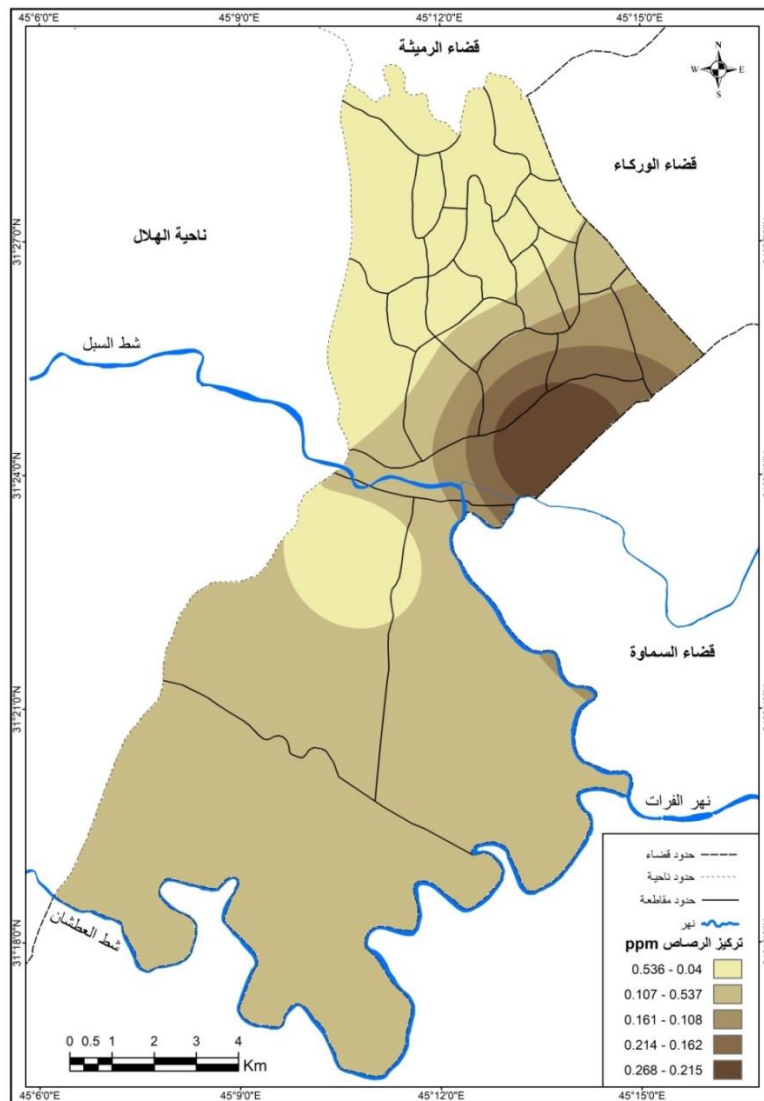 45°6'0"E 45°9'0"E 45°12'0"E 45°15'0"E
قضاء الرميثة
N
W E
S
قضاء الوركاء
31°27'0"N
ناحية الهلال
شط السبل
31°24'0"N
قضاء السماوة
31°21'0"N
نهر الفرات
حدود قضاء
حدود ناحية
حدود مقاطعة
نهر
شط العطشان
31°18'0"N
تركيز الرصاص ppm
0.536 - 0.04
0.107 - 0.537
0.161 - 0.108
0.214 - 0.162
0.268 - 0.215
0 0.5 1 2 3 4
Km
45°6'0"E 45°9'0"E 45°12'0"E 45°15'0"E